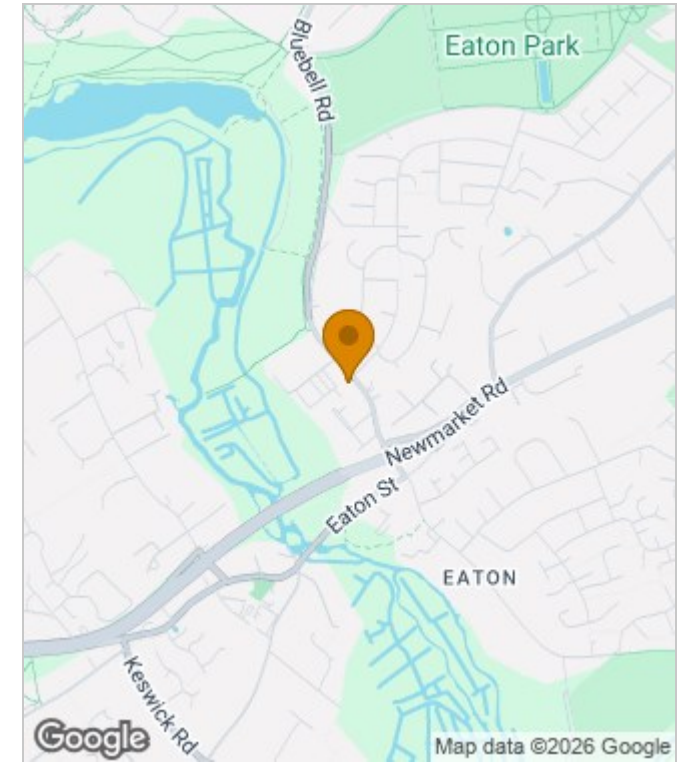 Eaton Park
Bluebell Rd
Newmarket Rd
Eaton St
EATON
Keswick Rd
Google
Map data ©2026 Google